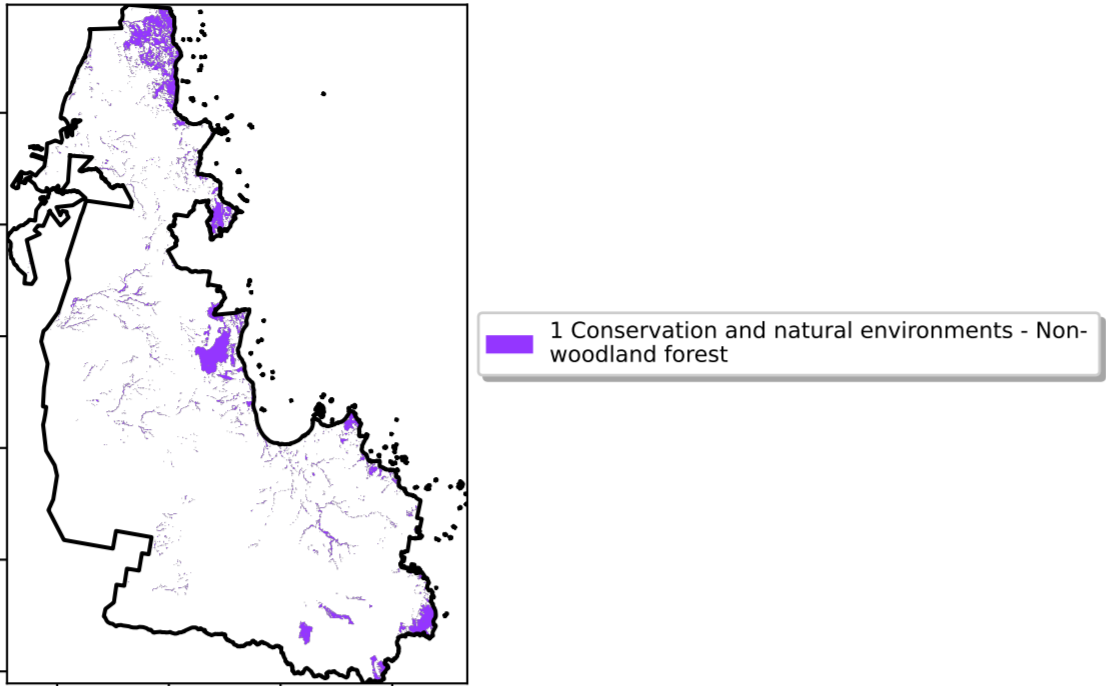 1 Conservation and natural environments - Non-
woodland forest